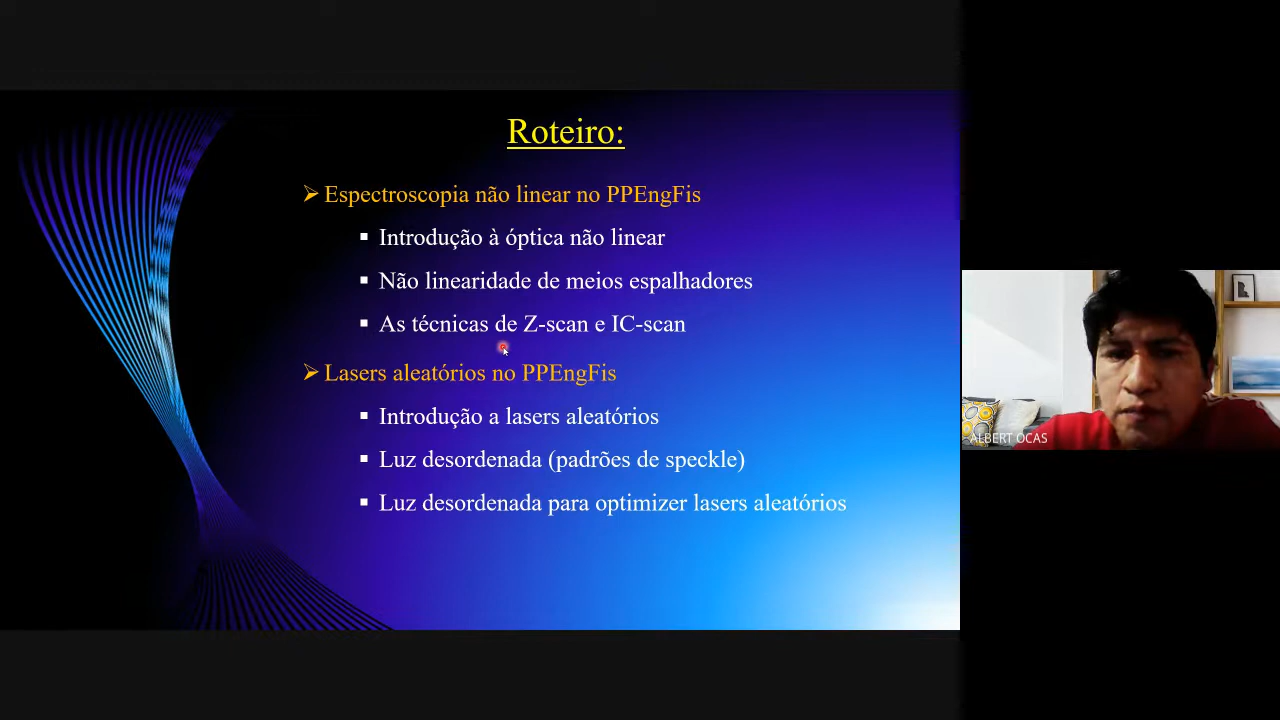 Roteiro:
Espectroscopia não linear no PPEngFis
Introdução à óptica não linear
Não linearidade de meios espalhadores
As técnicas de Z-scan e IC-scan
Lasers aleatórios no PPEngFis
Introdução a lasers aleatórios
Luz desordenada (padrões de speckle)
Luz desordenada para optimizer lasers aleatórios
ALBERT OCAS